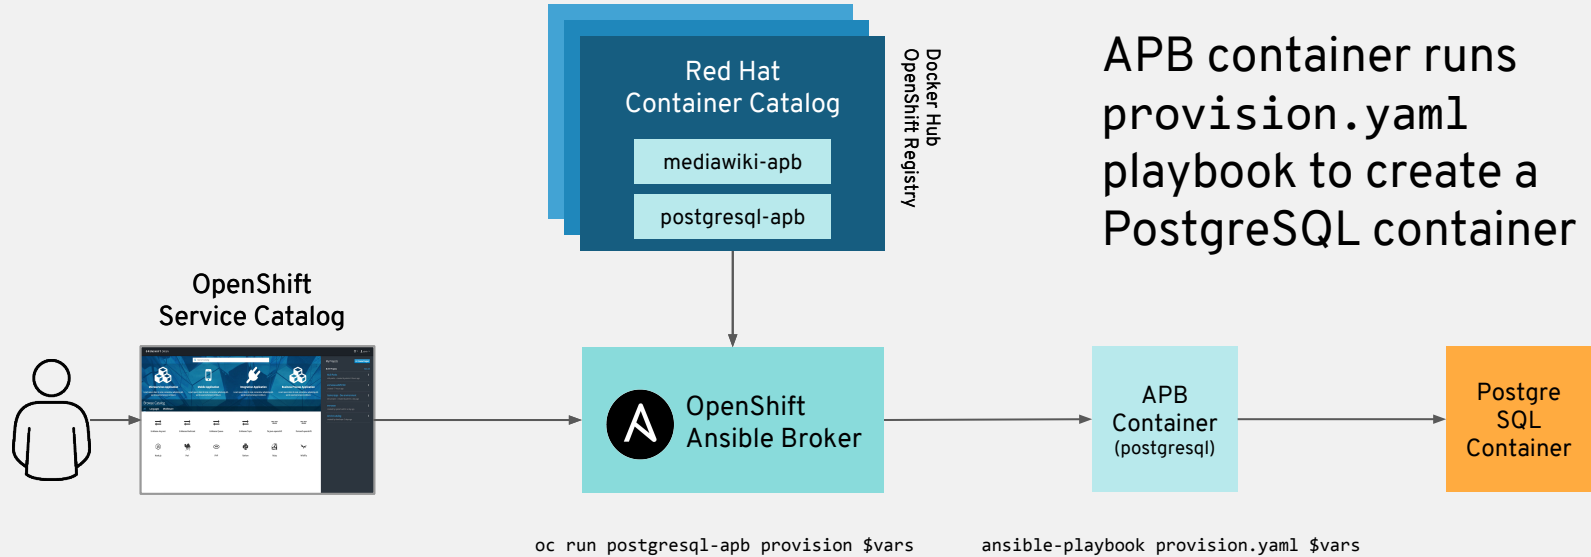 Red Hat
Container Catalog
mediawiki-apb
postgresql-apb
Docker Hub
OpenShift Registry
APB container runs
provision.yaml
playbook to create a
PostgreSQL container
OpenShift
Service Catalog
OpenShift
Ansible Broker
APB
Container
(postgresql)
Postgre
SQL
Container
oc run postgresql-apb provision $vars
ansible-playbook provision.yaml $vars